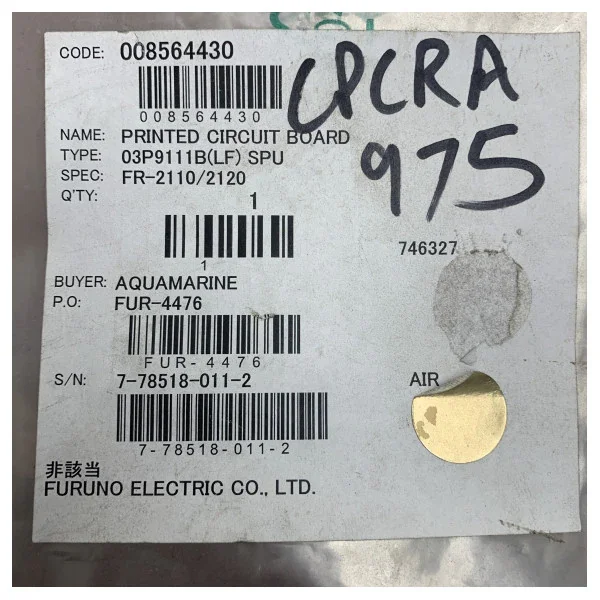 CODE: 008564430
008564430
CPCRA
975
NAME: PRINTED CIRCUIT BOARD
TYPE: 03P9111B(LF) SPU
SPEC: FR-2110/2120
Q'TY: 1
1
746327
BUYER: AQUAMARINE
P.O: FUR-4476
FUR-4476
S/N: 7-78518-011-2
AIR
7-78518-011-2
非該当
FURUNO ELECTRIC CO., LTD.